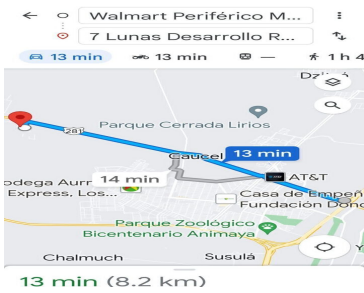 Walmart Periférico M...
7 Lunas Desarrollo R...
13 min
13 min
—
1 h 4
Dz
281
Parque Cerrada Lirios
Caucel
13 min
AT&T
14 min
odega Aurr
Express, Los...
Casa de Empeñ
Fundación Dond
Parque Zoológico
Bicentenario Animaya
Chalmuch
Susulá
Y
13 min (8.2 km)